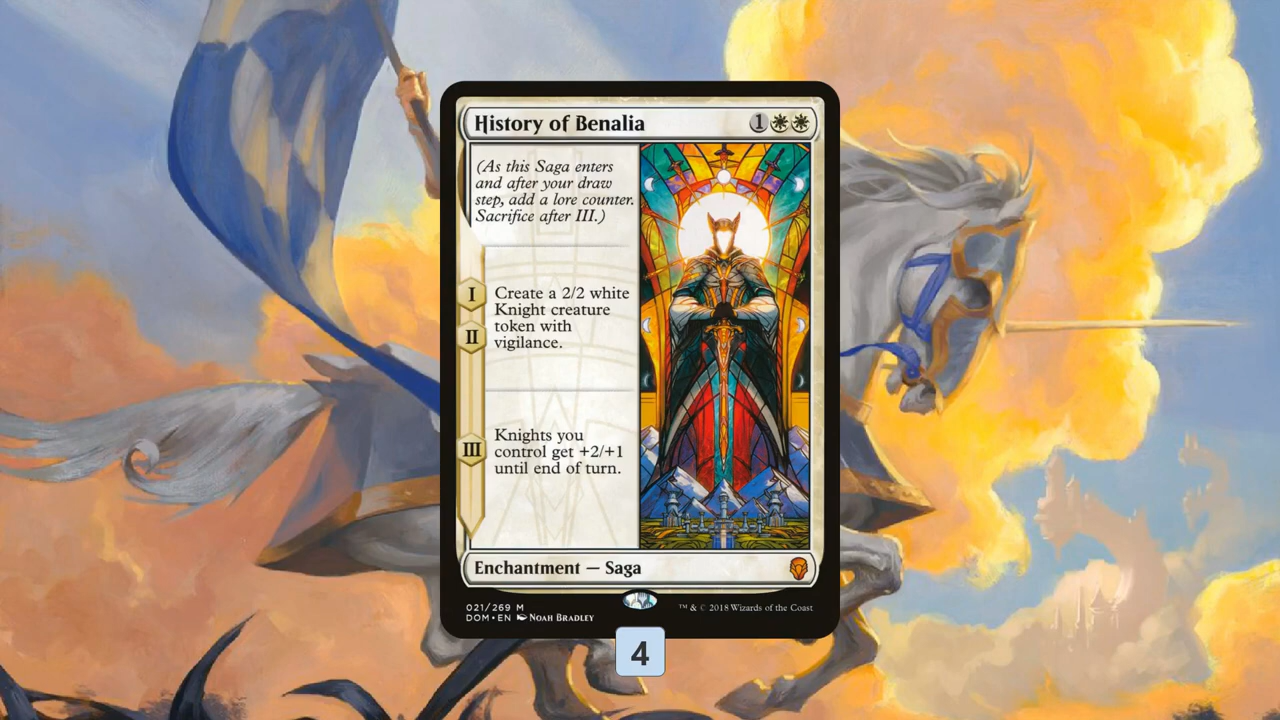 History of Benalia 1
(As this Saga enters
and after your draw
step, add a lore counter.
Sacrifice after III.)
I
Create a 2/2 white
Knight creature
token with
vigilance.
II
III
Knights you
control get +2/+1
until end of turn.
Enchantment — Saga
021/269 M
DOM • EN Noah Bradley
™ & © 2018 Wizards of the Coast
4